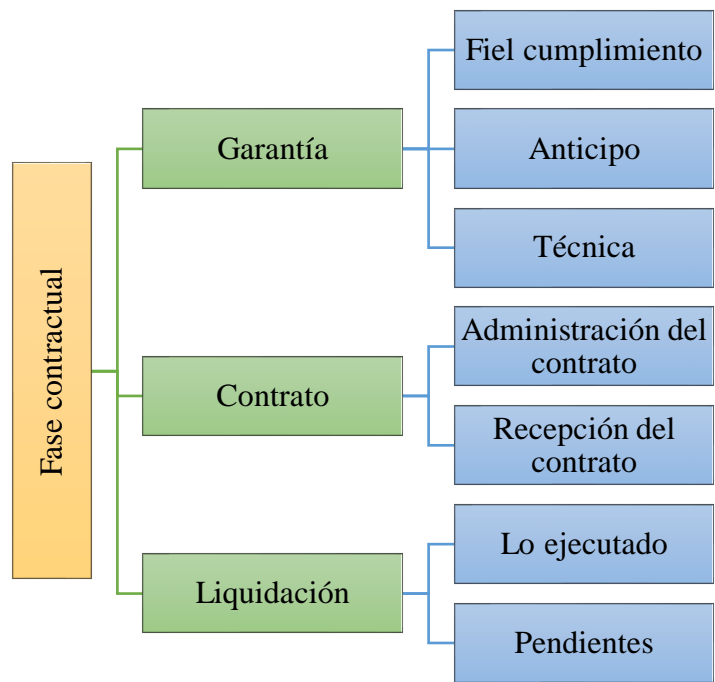 Fase contractual
Garantía
Fiel cumplimiento
Anticipo
Técnica
Contrato
Administración del
contrato
Recepción del
contrato
Liquidación
Lo ejecutado
Pendientes